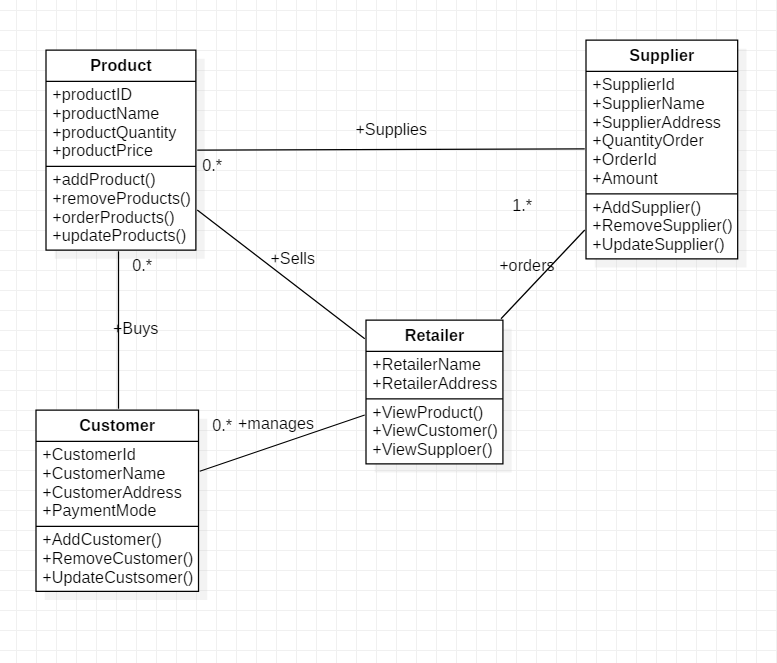 Product
+productID
+productName
+productQuantity
+productPrice
+addProduct()
+removeProducts()
+orderProducts()
+updateProducts()
Supplier
+SupplierId
+SupplierName
+SupplierAddress
+QuantityOrder
+OrderId
+Amount
+AddSupplier()
+RemoveSupplier()
+UpdateSupplier()
+Supplies
0.*
1.*
+Sells
+orders
0.*
+Buys
Retailer
+RetailerName
+RetailerAddress
+ViewProduct()
+ViewCustomer()
+ViewSupploer()
0.* +manages
Customer
+CustomerId
+CustomerName
+CustomerAddress
+PaymentMode
+AddCustomer()
+RemoveCustomer()
+UpdateCustsomer()